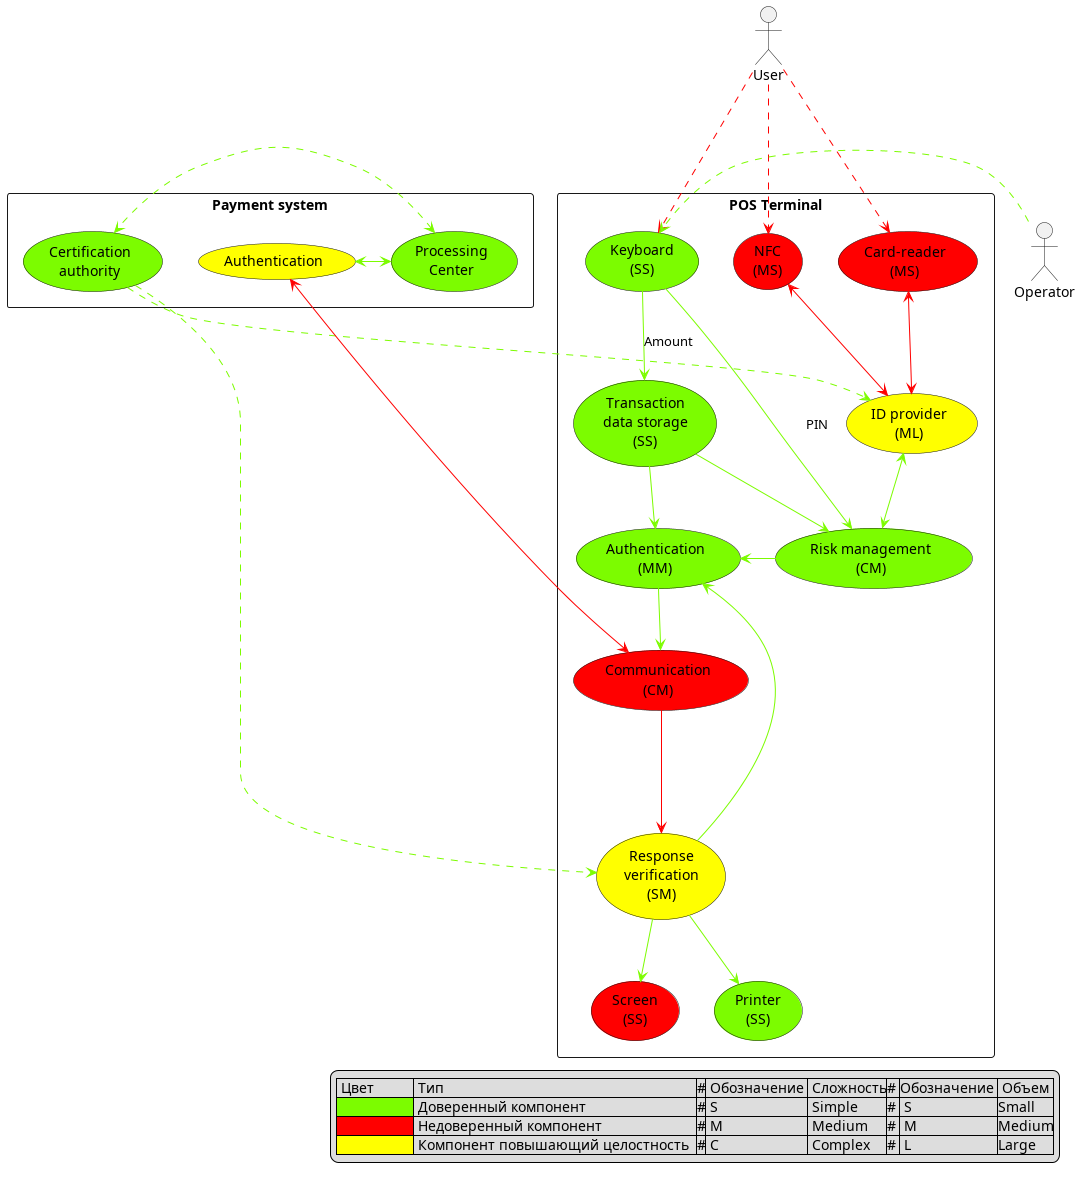 User
Operator
Payment system
Certification
authority
Authentication
Processing
Center
POS Terminal
Keyboard
(SS)
NFC
(MS)
Card-reader
(MS)
Amount
PIN
Transaction
data storage
(SS)
ID provider
(ML)
Authentication
(MM)
Risk management
(CM)
Communication
(CM)
Response
verification
(SM)
Screen
(SS)
Printer
(SS)
Цвет Тип # Обозначение Сложность # Обозначение Объем
Доверенный компонент # S Simple # S Small
Недоверенный компонент # M Medium # M Medium
Компонент повышающий целостность # C Complex # L Large